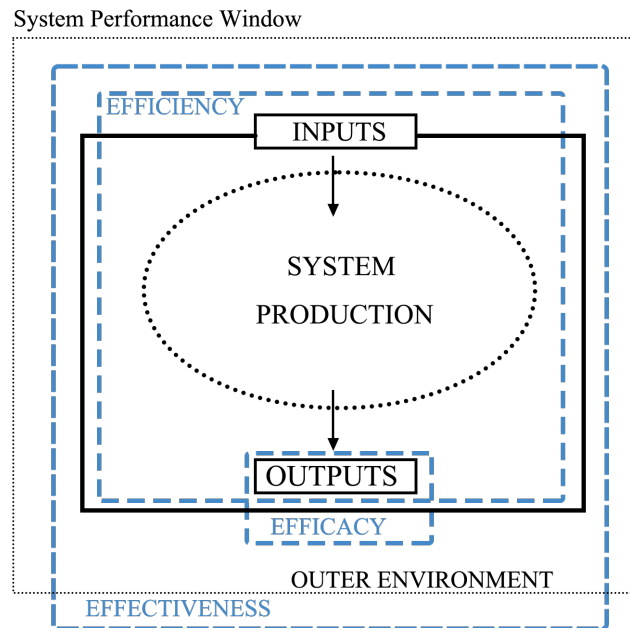 System Performance Window
EFFICIENCY
INPUTS
SYSTEM
PRODUCTION
OUTPUTS
EFFICACY
OUTER ENVIRONMENT
EFFECTIVENESS